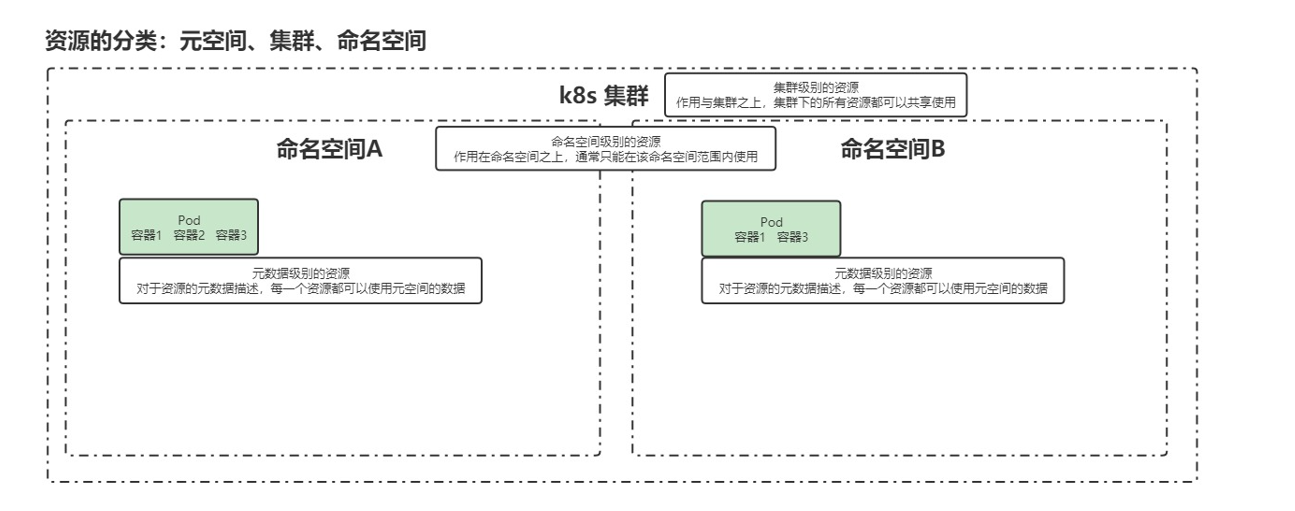 资源的分类：元空间、集群、命名空间
k8s 集群
集群级别的资源
作用与集群之上，集群下的所有资源都可以共享使用
命名空间A
命名空间级别的资源
作用在命名空间之上，通常只能在该命名空间范围内使用
命名空间B
Pod
容器1 容器2 容器3
元数据级别的资源
对于资源的元数据描述，每一个资源都可以使用元空间的数据
Pod
容器1 容器3
元数据级别的资源
对于资源的元数据描述，每一个资源都可以使用元空间的数据